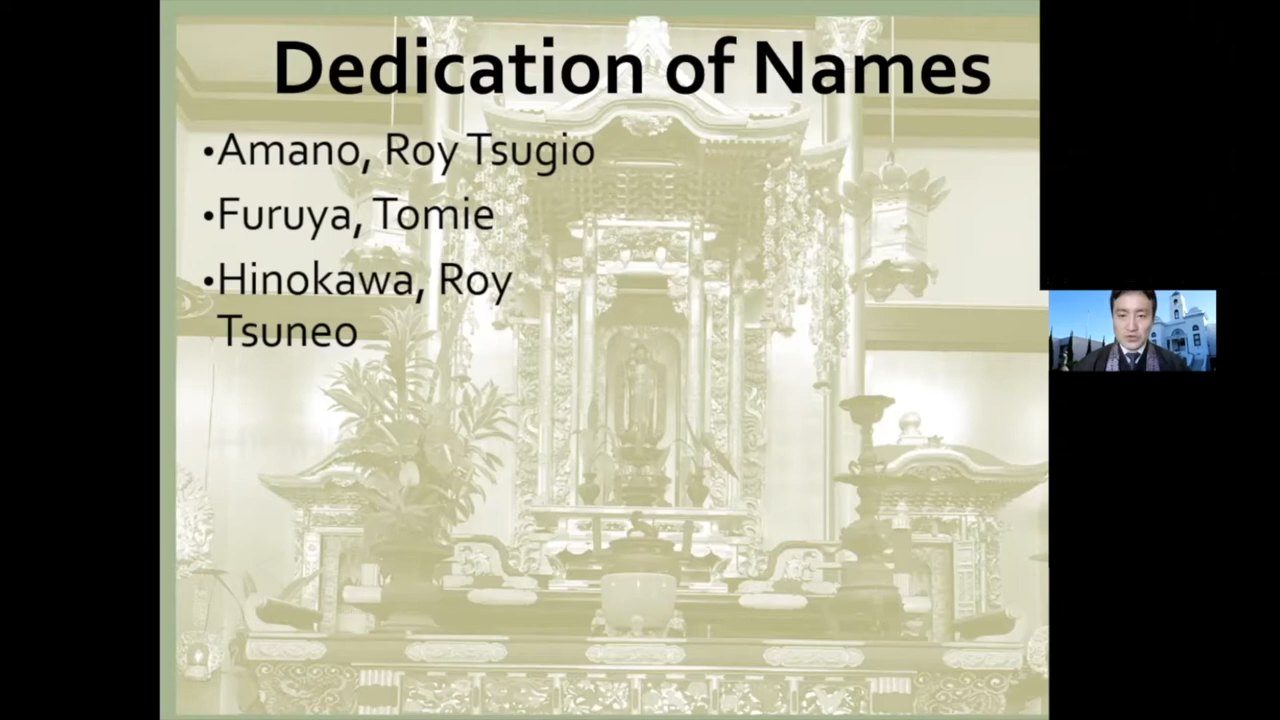 Dedication of Names
•Amano, Roy Tsugio
•Furuya, Tomie
•Hinokawa, Roy
Tsuneo